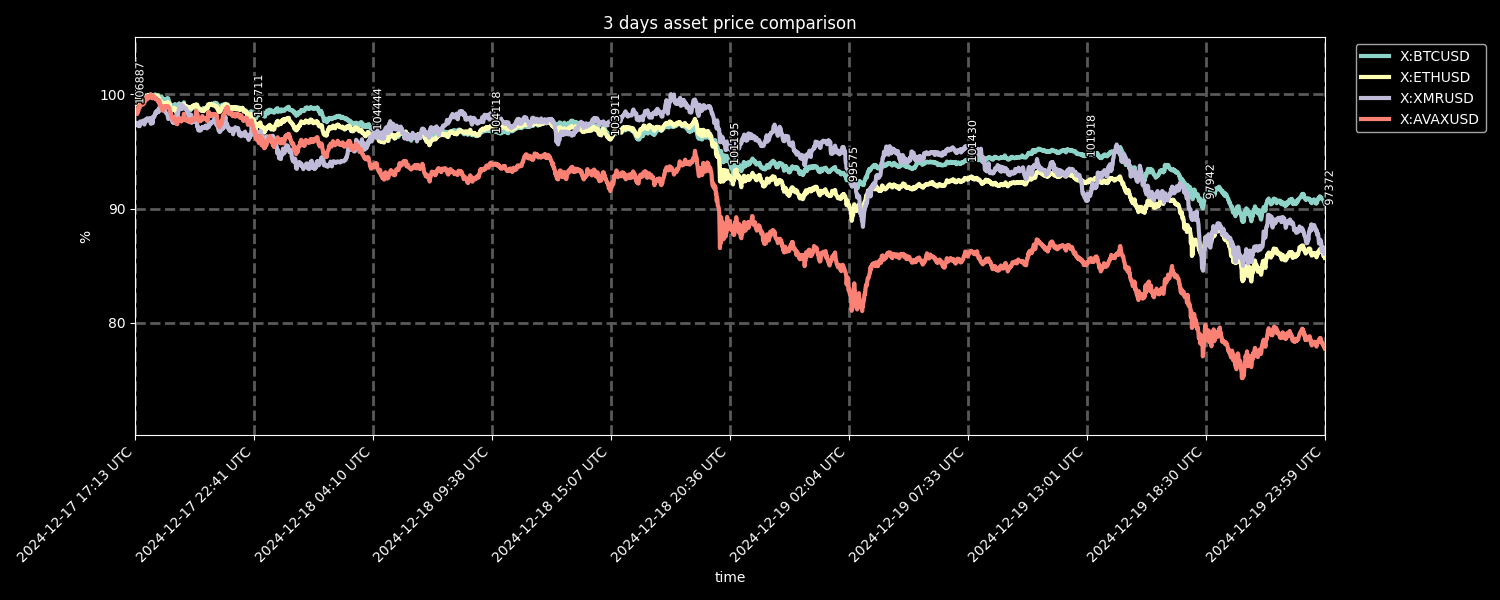 3 days asset price comparison
X:BTCUSD
X:ETHUSD
X:XMRUSD
X:AVAXUSD
100
90
80
%
106887
105711
104444
104118
103911
101195
99575
101430
101918
97942
97372
2024-12-17 17:13 UTC
2024-12-17 22:41 UTC
2024-12-18 04:10 UTC
2024-12-18 09:38 UTC
2024-12-18 15:07 UTC
2024-12-18 20:36 UTC
2024-12-19 02:04 UTC
2024-12-19 07:33 UTC
2024-12-19 13:01 UTC
2024-12-19 18:30 UTC
2024-12-19 23:59 UTC
time